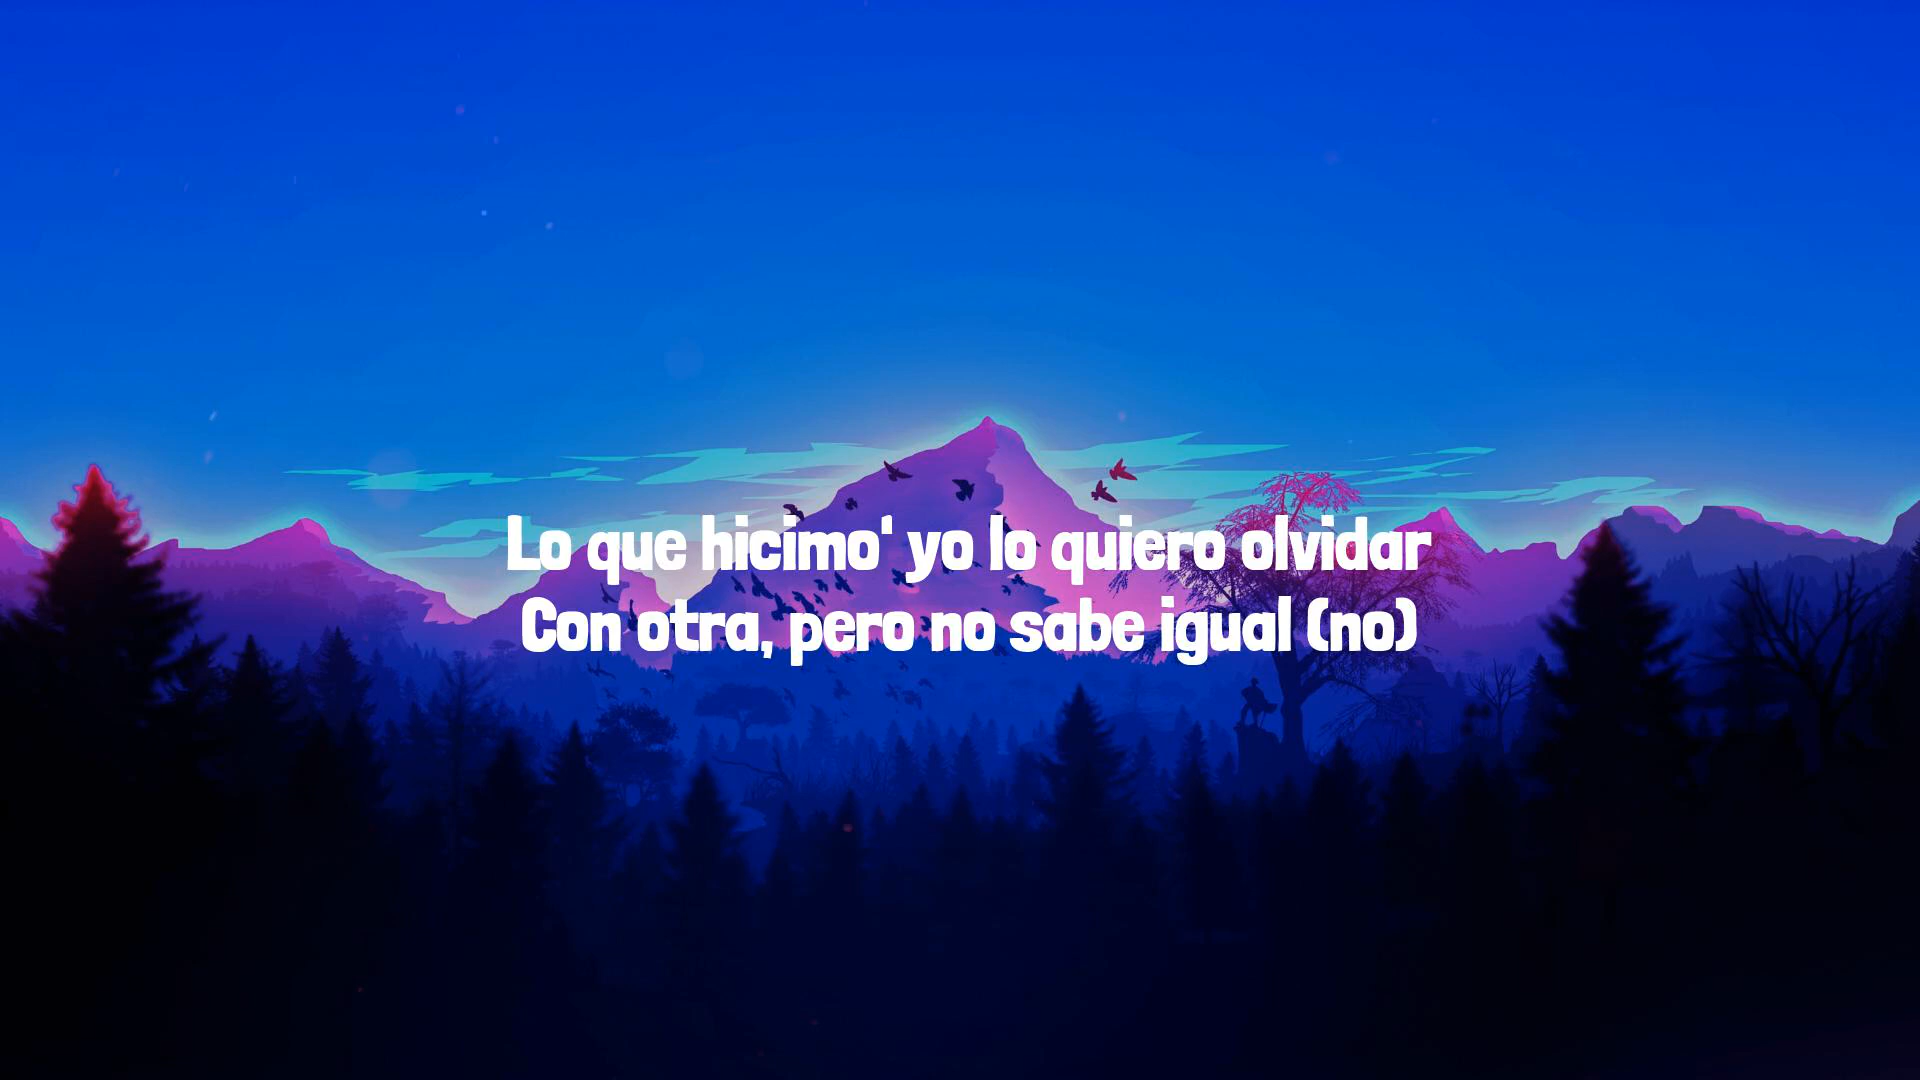 Lo que hicimo' yo lo quiero olvidar
Con otra, pero no sabe igual (no)